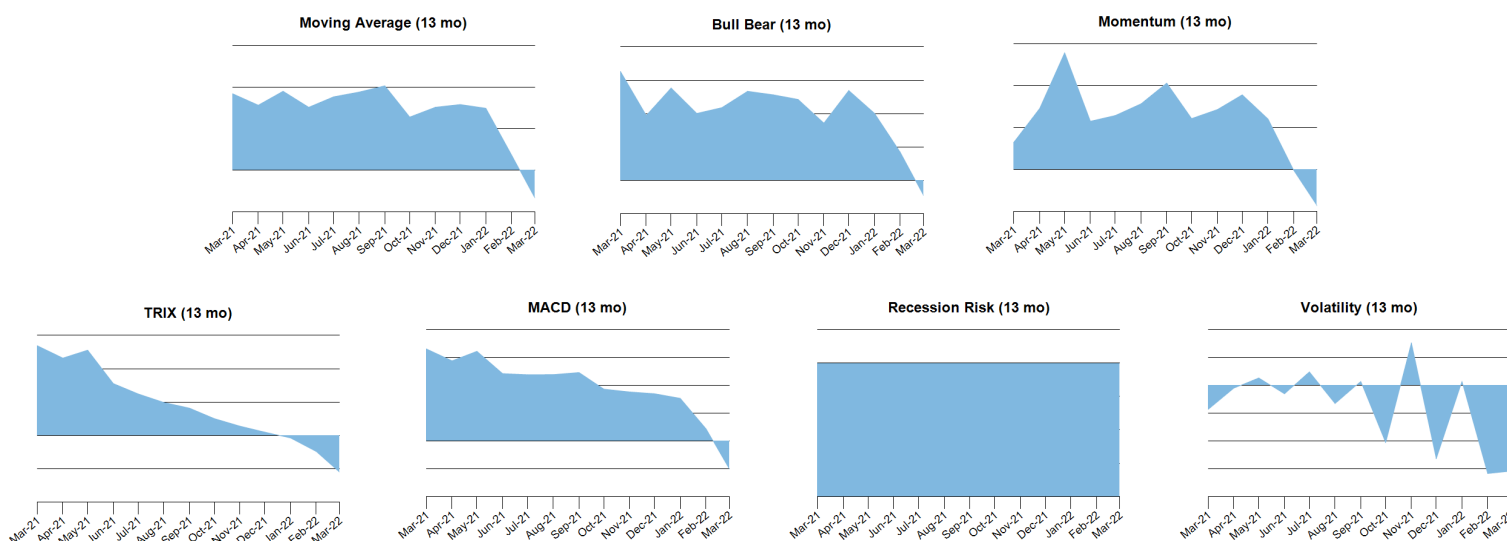 Moving Average (13 mo)
Mar-21
Apr-21
May-21
Jun-21
Jul-21
Aug-21
Sep-21
Oct-21
Nov-21
Dec-21
Jan-22
Feb-22
Mar-22
Bull Bear (13 mo)
Mar-21
Apr-21
May-21
Jun-21
Jul-21
Aug-21
Sep-21
Oct-21
Nov-21
Dec-21
Jan-22
Feb-22
Mar-22
Momentum (13 mo)
Mar-21
Apr-21
May-21
Jun-21
Jul-21
Aug-21
Sep-21
Oct-21
Nov-21
Dec-21
Jan-22
Feb-22
Mar-22
TRIX (13 mo)
Mar-21
Apr-21
May-21
Jun-21
Jul-21
Aug-21
Sep-21
Oct-21
Nov-21
Dec-21
Jan-22
Feb-22
Mar-22
MACD (13 mo)
Mar-21
Apr-21
May-21
Jun-21
Jul-21
Aug-21
Sep-21
Oct-21
Nov-21
Dec-21
Jan-22
Feb-22
Mar-22
Recession Risk (13 mo)
Mar-21
Apr-21
May-21
Jun-21
Jul-21
Aug-21
Sep-21
Oct-21
Nov-21
Dec-21
Jan-22
Feb-22
Mar-22
Volatility (13 mo)
Mar-21
Apr-21
May-21
Jun-21
Jul-21
Aug-21
Sep-21
Oct-21
Nov-21
Dec-21
Jan-22
Feb-22